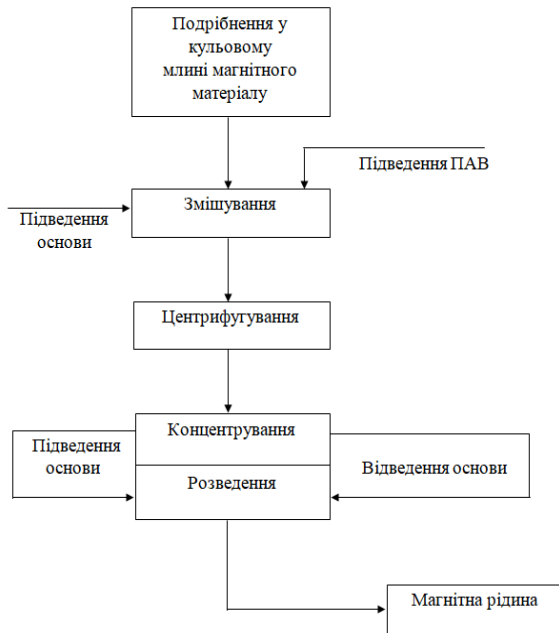 Подрібнення у
кульовому
млині магнітного
матеріалу
Підведення ПАВ
Змішування
Підведення
основи
Центрифугування
Концентрування
Підведення
основи
Відведення основи
Розведення
Магнітна рідина